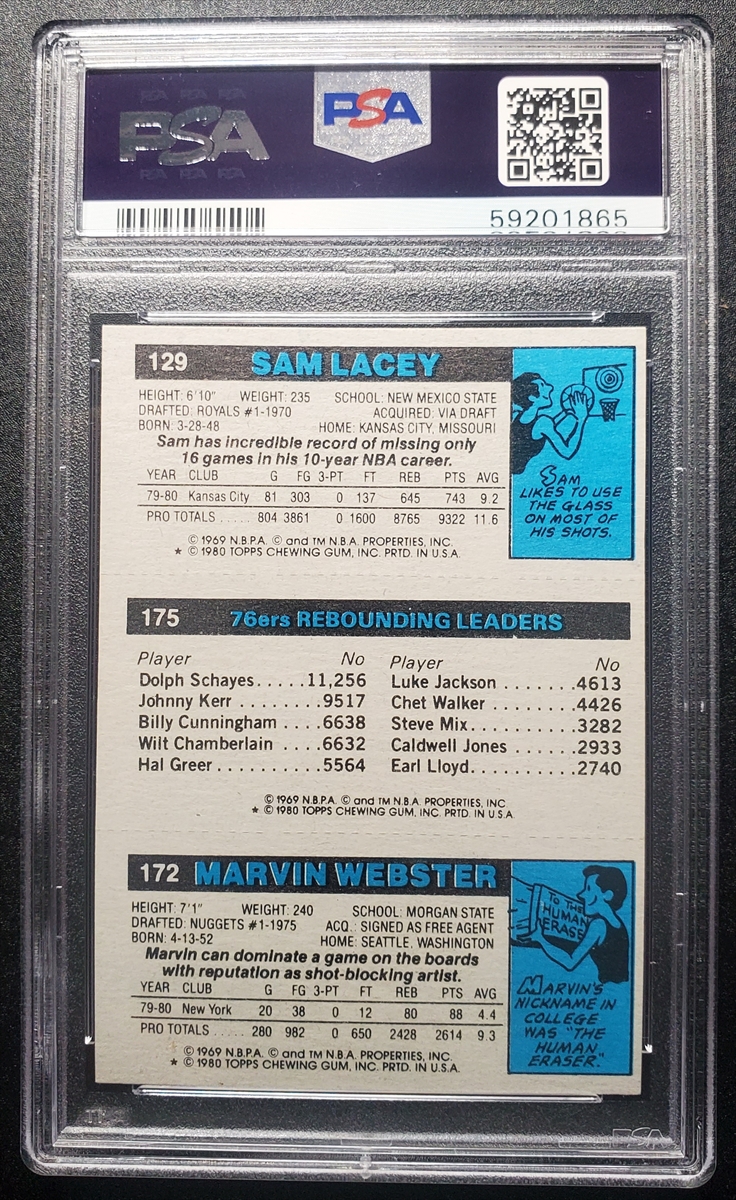 PSA PSA PSA
PSA
PSA PSA PSA
PSA
59201865
129 SAM LACEY
HEIGHT: 6'10" WEIGHT: 235 SCHOOL: NEW MEXICO STATE
DRAFTED: ROYALS #1-1970 ACQUIRED: VIA DRAFT
BORN: 3-28-48 HOME: KANSAS CITY, MISSOURI
Sam has incredible record of missing only
16 games in his 10-year NBA career.
YEAR CLUB G FG 3-PT FT REB PTS AVG
79-80 Kansas City 81 303 0 137 645 743 9.2
PRO TOTALS ..... 804 3861 0 1600 8765 9322 11.6
© 1969 N.B.P.A. © and TM N.B.A. PROPERTIES, INC.
★ © 1980 TOPPS CHEWING GUM, INC. PRTD. IN U.S.A.
SAM
LIKES TO USE
THE GLASS
ON MOST OF
HIS SHOTS.
175 76ers REBOUNDING LEADERS
Player No Player No
Dolph Schayes.....11,256 Luke Jackson .......4613
Johnny Kerr ........9517 Chet Walker ........4426
Billy Cunningham ....6638 Steve Mix..........3282
Wilt Chamberlain ....6632 Caldwell Jones ......2933
Hal Greer..........5564 Earl Lloyd..........2740
© 1969 N.B.P.A. © and TM N.B.A. PROPERTIES, INC
★ © 1980 TOPPS CHEWING GUM, INC. PRTD. IN U.S.A.
172 MARVIN WEBSTER
HEIGHT: 7'1" WEIGHT: 240 SCHOOL: MORGAN STATE
DRAFTED: NUGGETS #1-1975 ACQ.: SIGNED AS FREE AGENT
BORN: 4-13-52 HOME: SEATTLE, WASHINGTON
Marvin can dominate a game on the boards
with reputation as shot-blocking artist.
YEAR CLUB G FG 3-PT FT REB PTS AVG
79-80 New York 20 38 0 12 80 88 4.4
PRO TOTALS ..... 280 982 0 650 2428 2614 9.3
© 1969 N.B.P.A. © and TM N.B.A. PROPERTIES, INC.
★ © 1980 TOPPS CHEWING GUM, INC. PRTD. IN U.S.A.
TO THE
HUMAN
ERASE
MARVIN'S
NICKNAME IN
COLLEGE
WAS "THE
HUMAN
ERASER."
PSA